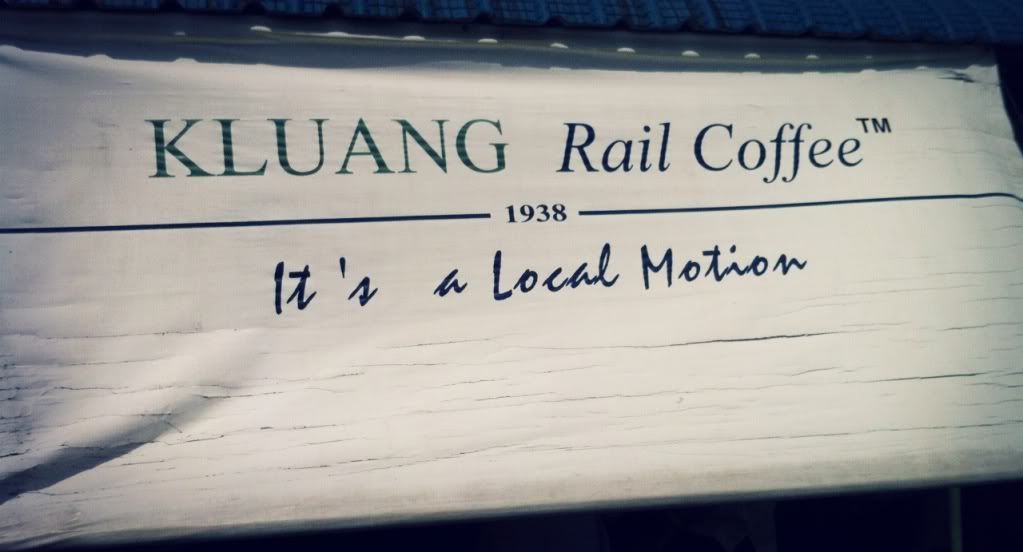 KLUANG Rail Coffee™
1938
It's a Local Motion